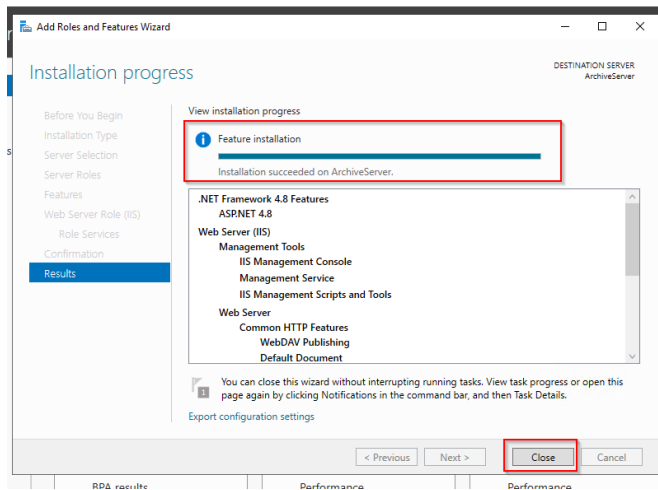 Add Roles and Features Wizard
Installation progress
DESTINATION SERVER
ArchiveServer
Before You Begin
Installation Type
Server Selection
Server Roles
Features
Web Server Role (IIS)
Role Services
Confirmation
Results
View installation progress
Feature installation
Installation succeeded on ArchiveServer.
.NET Framework 4.8 Features
ASP.NET 4.8
Web Server (IIS)
Management Tools
IIS Management Console
Management Service
IIS Management Scripts and Tools
Web Server
Common HTTP Features
WebDAV Publishing
Default Document
1
You can close this wizard without interrupting running tasks. View task progress or open this
page again by clicking Notifications in the command bar, and then Task Details.
Export configuration settings
< Previous
Next >
Close
Cancel
BPA results
Performance
Performance